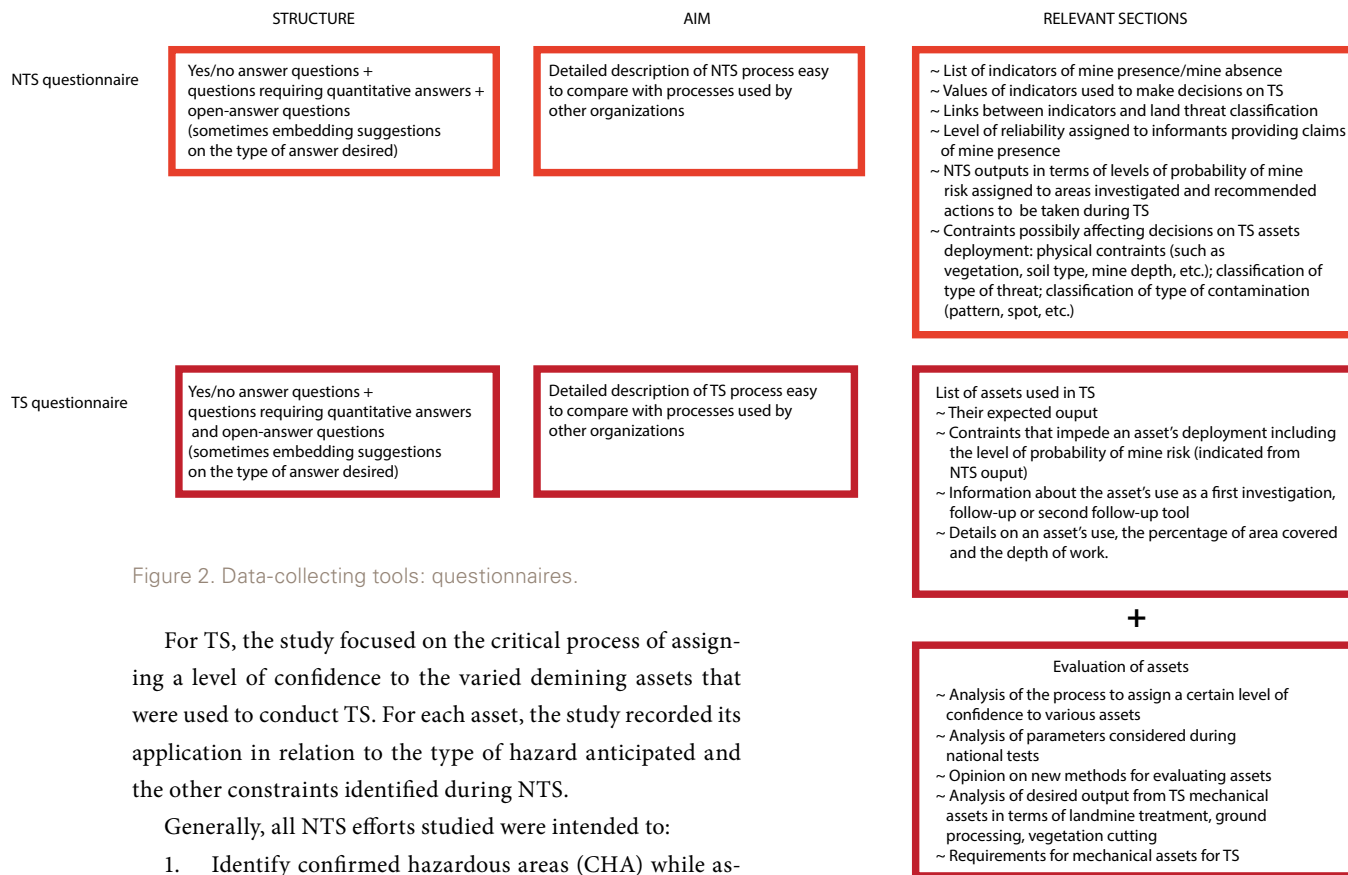 STRUCTURE
AIM
RELEVANT SECTIONS
NTS questionnaire
Yes/no answer questions +
questions requiring quantitative answers +
open-answer questions
(sometimes embedding suggestions
on the type of answer desired)
Detailed description of NTS process easy
to compare with processes used by
other organizations
~ List of indicators of mine presence/mine absence
~ Values of indicators used to make decisions on TS
~ Links between indicators and land threat classification
~ Level of reliability assigned to informants providing claims
of mine presence
~ NTS outputs in terms of levels of probability of mine
risk assigned to areas investigated and recommended
actions to be taken during TS
~ Contraints possibily affecting decisions on TS assets
deployment: physical contraints (such as
vegetation, soil type, mine depth, etc.); classification of
type of threat; classification of type of contamination
(pattern, spot, etc.)
TS questionnaire
Yes/no answer questions +
questions requiring quantitative answers
and open-answer questions
(sometimes embedding suggestions
on the type of answer desired)
Detailed description of TS process easy
to compare with processes used by
other organizations
List of assets used in TS
~ Their expected ouput
~ Contraints that impede an asset's deployment including
the level of probability of mine risk (indicated from
NTS ouput)
~ Information about the asset's use as a first investigation,
follow-up or second follow-up tool
~ Details on an asset's use, the percentage of area covered
and the depth of work.
+
Evaluation of assets
~ Analysis of the process to assign a certain level of
confidence to various assets
~ Analysis of parameters considered during
national tests
~ Opinion on new methods for evaluating assets
~ Analysis of desired output from TS mechanical
assets in terms of landmine treatment, ground
processing, vegetation cutting
~ Requirements for mechanical assets for TS
Figure 2. Data-collecting tools: questionnaires.
For TS, the study focused on the critical process of assign-
ing a level of confidence to the varied demining assets that
were used to conduct TS. For each asset, the study recorded its
application in relation to the type of hazard anticipated and
the other constraints identified during NTS.
Generally, all NTS efforts studied were intended to:
1. Identify confirmed hazardous areas (CHA) while as-